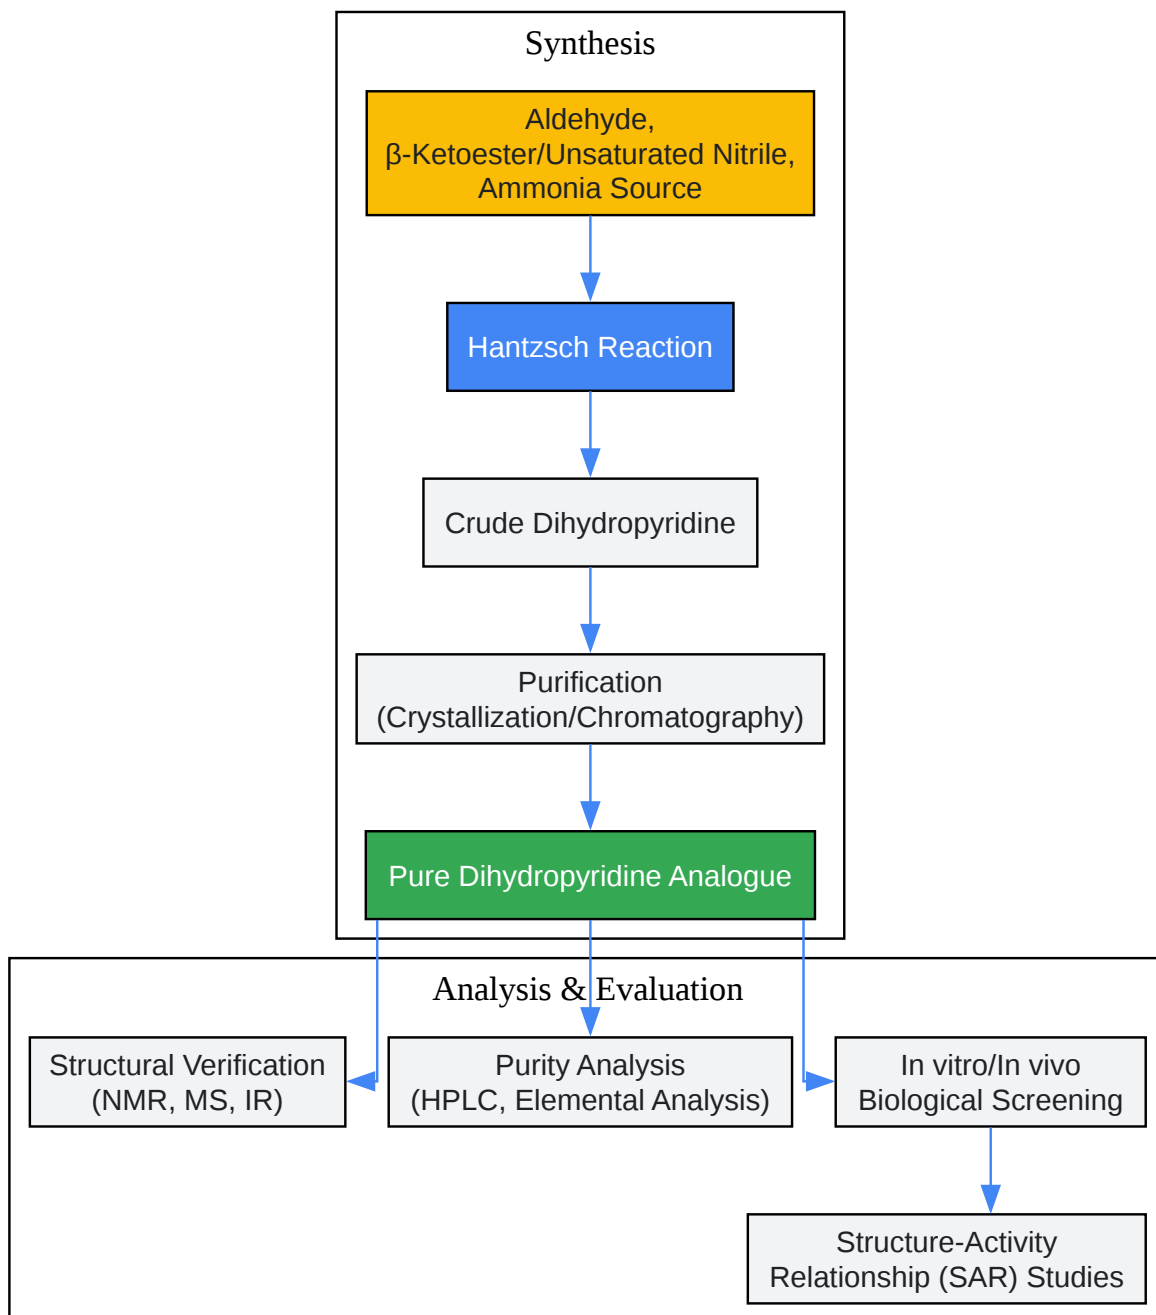 Synthesis
Aldehyde,
β-Ketoester/Unsaturated Nitrile,
Ammonia Source
Hantzsch Reaction
Crude Dihydropyridine
Purification
(Crystallization/Chromatography)
Pure Dihydropyridine Analogue
Analysis & Evaluation
Structural Verification
(NMR, MS, IR)
Purity Analysis
(HPLC, Elemental Analysis)
In vitro/In vivo
Biological Screening
Structure-Activity
Relationship (SAR) Studies